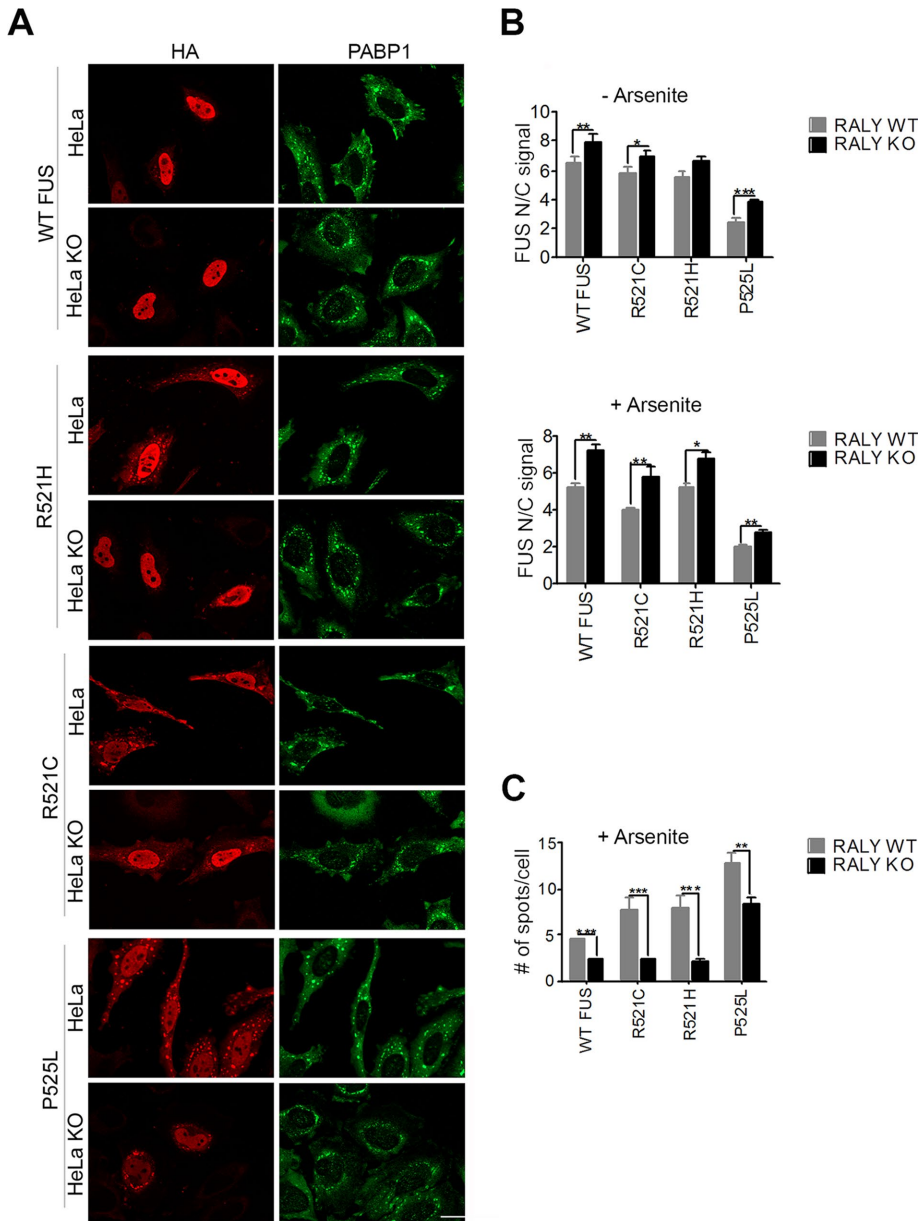 A
HA
PABP1
WT FUS
HeLa
HeLa KO
R521H
HeLa
HeLa KO
R521C
HeLa
HeLa KO
P525L
HeLa
HeLa KO
B
- Arsenite
FUS N/C signal
10
8
6
4
2
0
**
*
***
WT FUS
R521C
R521H
P525L
RALY WT
RALY KO
+ Arsenite
FUS N/C signal
8
6
4
2
0
**
**
*
**
WT FUS
R521C
R521H
P525L
RALY WT
RALY KO
C
+ Arsenite
# of spots/cell
15
10
5
0
***
***
***
**
WT FUS
R521C
R521H
P525L
RALY WT
RALY KO